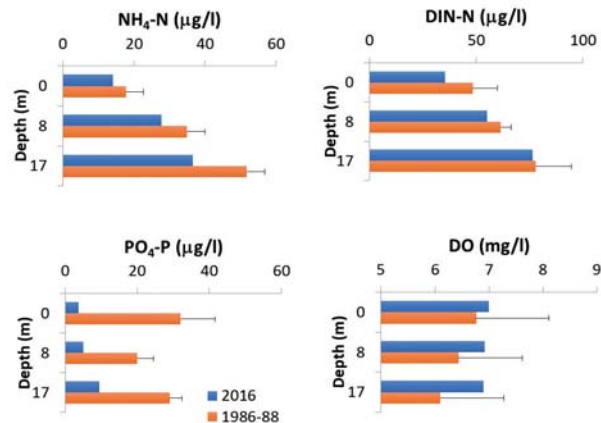 NH₄-N (μg/l)
0 20 40 60
Depth (m)
0
8
17
DIN-N (μg/l)
0 50 100
Depth (m)
0
8
17
PO₄-P (μg/l)
0 20 40 60
Depth (m)
0
8
17
2016
1986-88
DO (mg/l)
5 6 7 8 9
Depth (m)
0
8
17